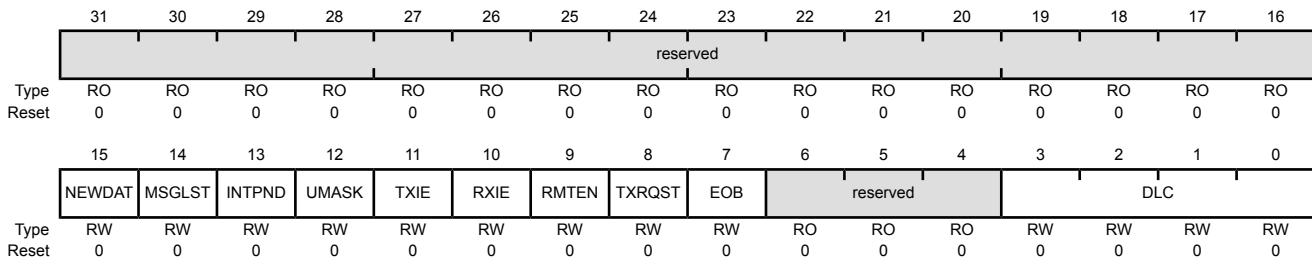 31 30 29 28 27 26 25 24 23 22 21 20 19 18 17 16
reserved
Type RO RO RO RO RO RO RO RO RO RO RO RO RO RO RO RO
Reset 0 0 0 0 0 0 0 0 0 0 0 0 0 0 0 0
15 14 13 12 11 10 9 8 7 6 5 4 3 2 1 0
NEWDAT MSGLST INTPND UMASK TXIE RXIE RMTEN TXRQST EOB reserved DLC
Type RW RW RW RW RW RW RW RW RW RO RO RO RW RW RW RW
Reset 0 0 0 0 0 0 0 0 0 0 0 0 0 0 0 0